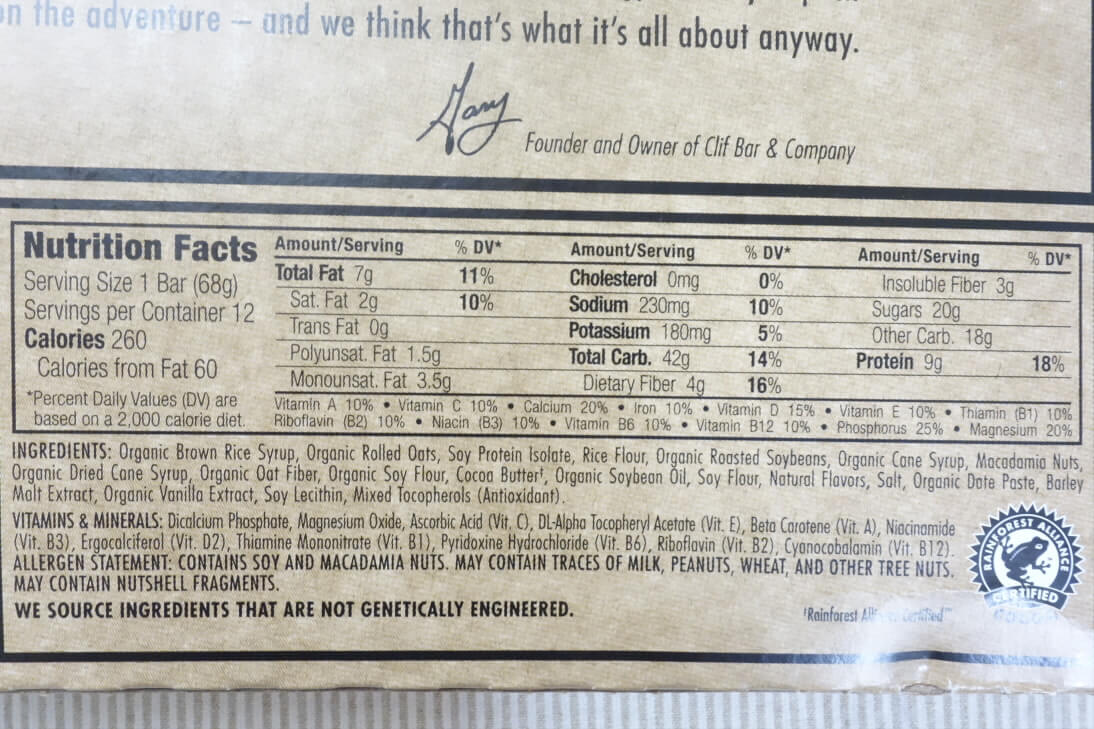 on the adventure – and we think that's what it's all about anyway.
Gary
Founder and Owner of Clif Bar & Company
Nutrition Facts
Serving Size 1 Bar (68g)
Servings per Container 12
Calories 260
Calories from Fat 60
*Percent Daily Values (DV) are
based on a 2,000 calorie diet.
Amount/Serving % DV*
Total Fat 7g 11%
Sat. Fat 2g 10%
Trans Fat 0g
Polyunsat. Fat 1.5g
Monounsat. Fat 3.5g
Amount/Serving % DV*
Cholesterol 0mg 0%
Sodium 230mg 10%
Potassium 180mg 5%
Total Carb. 42g 14%
Dietary Fiber 4g 16%
Amount/Serving % DV*
Insoluble Fiber 3g
Sugars 20g
Other Carb. 18g
Protein 9g 18%
Vitamin A 10% • Vitamin C 10% • Calcium 20% • Iron 10% • Vitamin D 15% • Vitamin E 10% • Thiamin (B1) 10%
Riboflavin (B2) 10% • Niacin (B3) 10% • Vitamin B6 10% • Vitamin B12 10% • Phosphorus 25% • Magnesium 20%
INGREDIENTS: Organic Brown Rice Syrup, Organic Rolled Oats, Soy Protein Isolate, Rice Flour, Organic Roasted Soybeans, Organic Cane Syrup, Macadamia Nuts,
Organic Dried Cane Syrup, Organic Oat Fiber, Organic Soy Flour, Cocoa Butter†, Organic Soybean Oil, Soy Flour, Natural Flavors, Salt, Organic Date Paste, Barley
Malt Extract, Organic Vanilla Extract, Soy Lecithin, Mixed Tocopherols (Antioxidant).
VITAMINS & MINERALS: Dicalcium Phosphate, Magnesium Oxide, Ascorbic Acid (Vit. C), DL-Alpha Tocopheryl Acetate (Vit. E), Beta Carotene (Vit. A), Niacinamide
(Vit. B3), Ergocalciferol (Vit. D2), Thiamine Mononitrate (Vit. B1), Pyridoxine Hydrochloride (Vit. B6), Riboflavin (Vit. B2), Cyanocobalamin (Vit. B12).
ALLERGEN STATEMENT: CONTAINS SOY AND MACADAMIA NUTS. MAY CONTAIN TRACES OF MILK, PEANUTS, WHEAT, AND OTHER TREE NUTS.
MAY CONTAIN NUTSHELL FRAGMENTS.
WE SOURCE INGREDIENTS THAT ARE NOT GENETICALLY ENGINEERED.
RAINFOREST ALLIANCE
CERTIFIED
†Rainforest Certified™